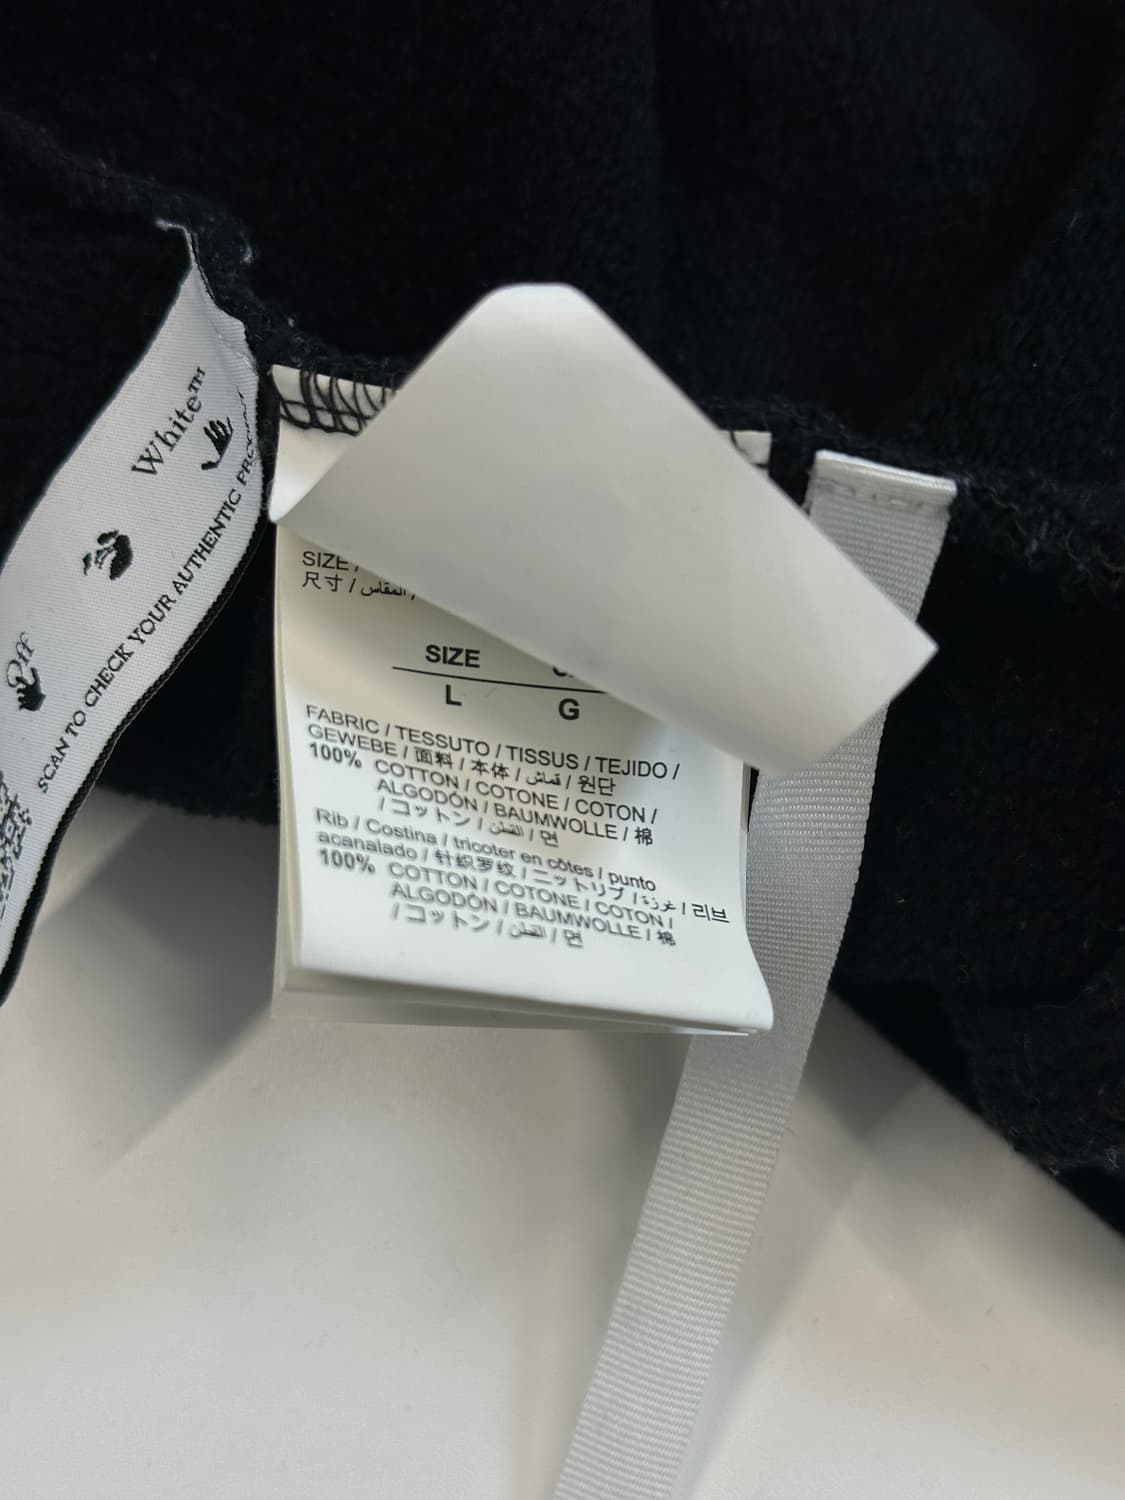 Off White™
SCAN TO CHECK YOUR AUTHENTIC PRODUCT
SIZE /
尺寸 / المقاس /
SIZE
L G
FABRIC / TESSUTO / TISSUS / TEJIDO /
GEWEBE / 面料 / 本体 / قماش / 원단
100% COTTON / COTONE / COTON /
ALGODÓN / BAUMWOLLE / 棉
/ コットン / القطن / 면
Rib / Costina / tricoter en côtes / punto
acanalado / 针织罗纹 / ニットリブ / غرزة / 리브
100% COTTON / COTONE / COTON /
ALGODÓN / BAUMWOLLE / 棉
/ コットン / القطن / 면